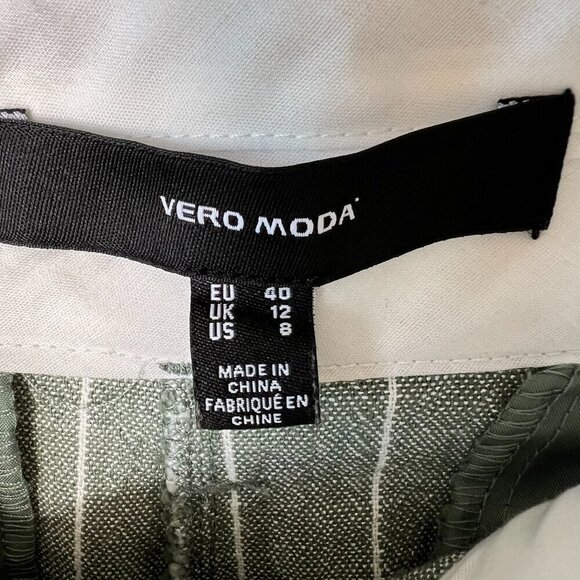 VERO MODA
EU 40
UK 12
US 8
MADE IN
CHINA
FABRIQUÉ EN
CHINE